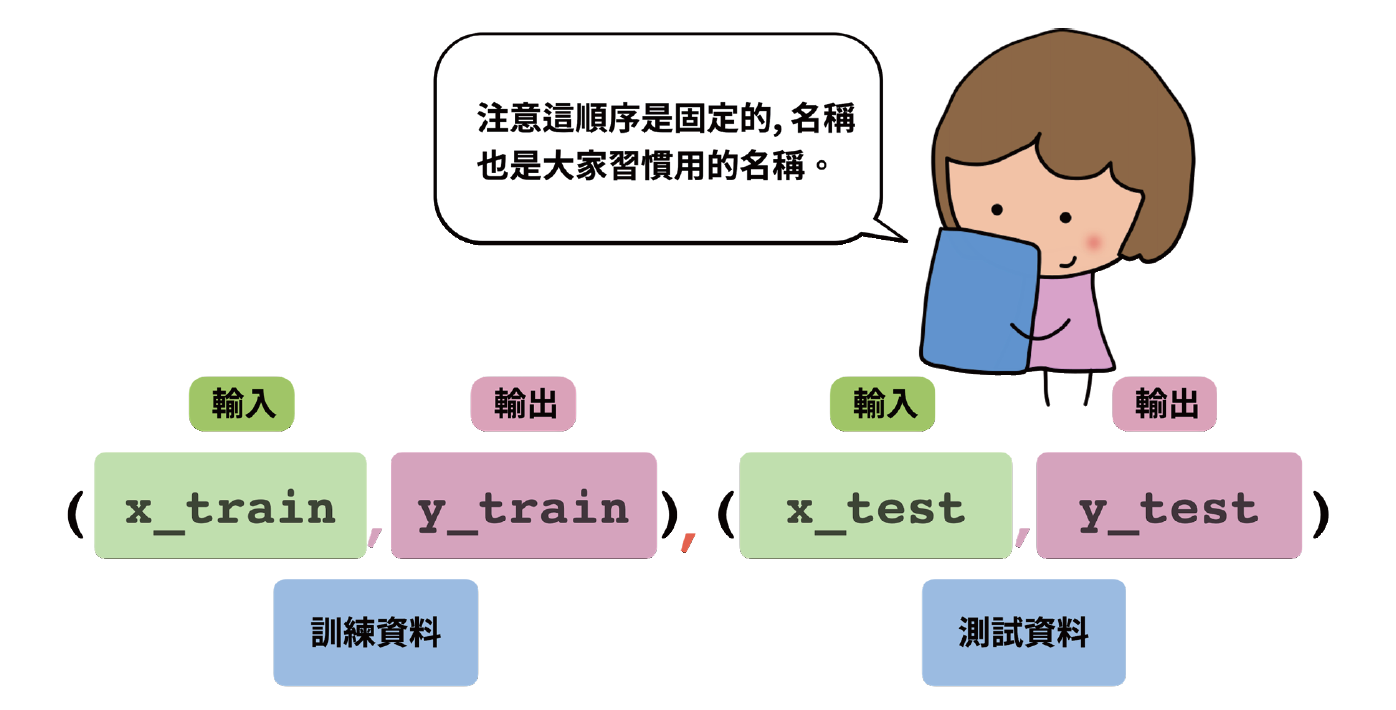 注意這順序是固定的, 名稱
也是大家習慣用的名稱。
輸入 輸出 輸入 輸出
( x_train , y_train ) , ( x_test , y_test )
訓練資料 測試資料